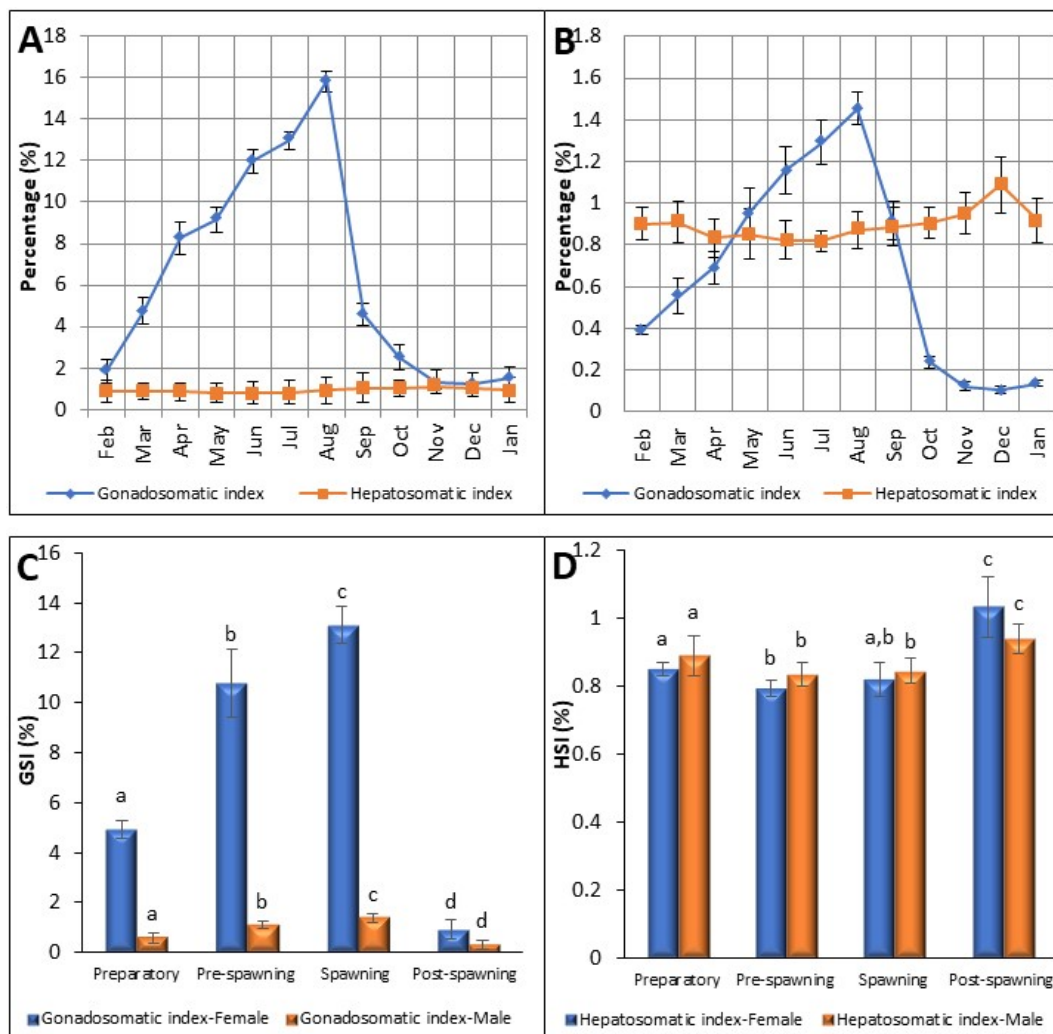 A
Percentage (%)
18
16
14
12
10
8
6
4
2
0
Feb
Mar
Apr
May
Jun
Jul
Aug
Sep
Oct
Nov
Dec
Jan
Gonadosomatic index
Hepatosomatic index
B
Percentage (%)
1.8
1.6
1.4
1.2
1
0.8
0.6
0.4
0.2
0
Feb
Mar
Apr
May
Jun
Jul
Aug
Sep
Oct
Nov
Dec
Jan
Gonadosomatic index
Hepatosomatic index
C
GSI (%)
16
14
12
10
8
6
4
2
0
a
a
b
b
c
c
d
d
Preparatory
Pre-spawning
Spawning
Post-spawning
Gonadosomatic index-Female
Gonadosomatic index-Male
D
HSI (%)
1.2
1
0.8
0.6
0.4
0.2
0
a
a
b
b
a,b
b
c
c
Preparatory
Pre-spawning
Spawning
Post-spawning
Hepatosomatic index-Female
Hepatosomatic index-Male